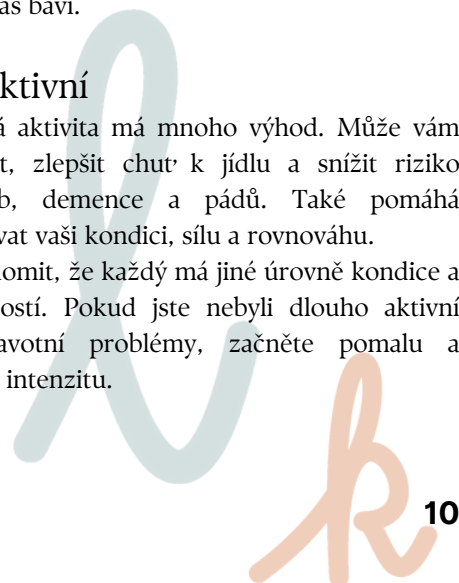 ás baví.
ktivní
á aktivita má mnoho výhod. Může vám
t, zlepšit chuť k jídlu a snížit riziko
b, demence a pádů. Také pomáhá
vat vaši kondici, sílu a rovnováhu.
lomit, že každý má jiné úrovně kondice a
ostí. Pokud jste nebyli dlouho aktivní
avotní problémy, začněte pomalu a
intenzitu.
10